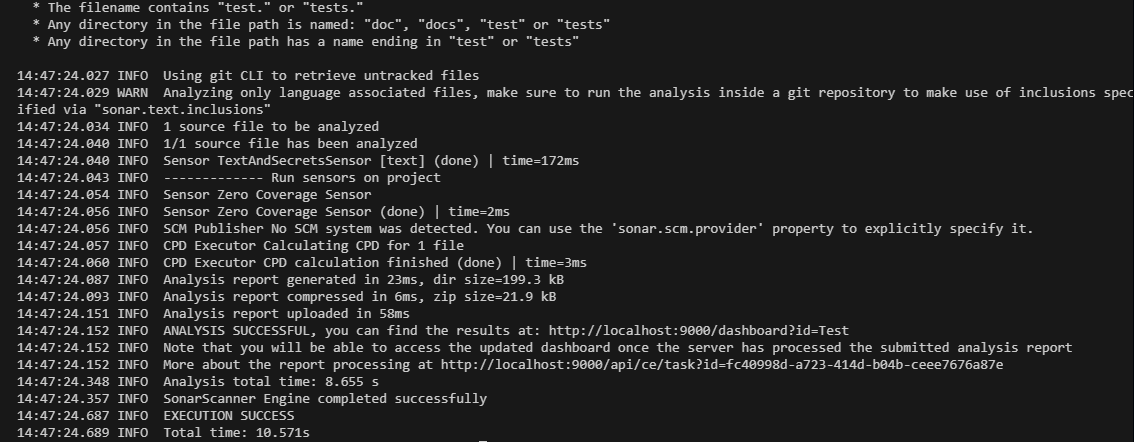 * The filename contains "test." or "tests."
* Any directory in the file path is named: "doc", "docs", "test" or "tests"
* Any directory in the file path has a name ending in "test" or "tests"
14:47:24.027 INFO  Using git CLI to retrieve untracked files
14:47:24.029 WARN  Analyzing only language associated files, make sure to run the analysis inside a git repository to make use of inclusions spec
ified via "sonar.text.inclusions"
14:47:24.034 INFO  1 source file to be analyzed
14:47:24.040 INFO  1/1 source file has been analyzed
14:47:24.040 INFO  Sensor TextAndSecretsSensor [text] (done) | time=172ms
14:47:24.043 INFO  ------------- Run sensors on project
14:47:24.054 INFO  Sensor Zero Coverage Sensor
14:47:24.056 INFO  Sensor Zero Coverage Sensor (done) | time=2ms
14:47:24.056 INFO  SCM Publisher No SCM system was detected. You can use the 'sonar.scm.provider' property to explicitly specify it.
14:47:24.057 INFO  CPD Executor Calculating CPD for 1 file
14:47:24.060 INFO  CPD Executor CPD calculation finished (done) | time=3ms
14:47:24.087 INFO  Analysis report generated in 23ms, dir size=199.3 kB
14:47:24.093 INFO  Analysis report compressed in 6ms, zip size=21.9 kB
14:47:24.151 INFO  Analysis report uploaded in 58ms
14:47:24.152 INFO  ANALYSIS SUCCESSFUL, you can find the results at: http://localhost:9000/dashboard?id=Test
14:47:24.152 INFO  Note that you will be able to access the updated dashboard once the server has processed the submitted analysis report
14:47:24.152 INFO  More about the report processing at http://localhost:9000/api/ce/task?id=fc40998d-a723-414d-b04b-ceee7676a87e
14:47:24.348 INFO  Analysis total time: 8.655 s
14:47:24.357 INFO  SonarScanner Engine completed successfully
14:47:24.687 INFO  EXECUTION SUCCESS
14:47:24.689 INFO  Total time: 10.571s